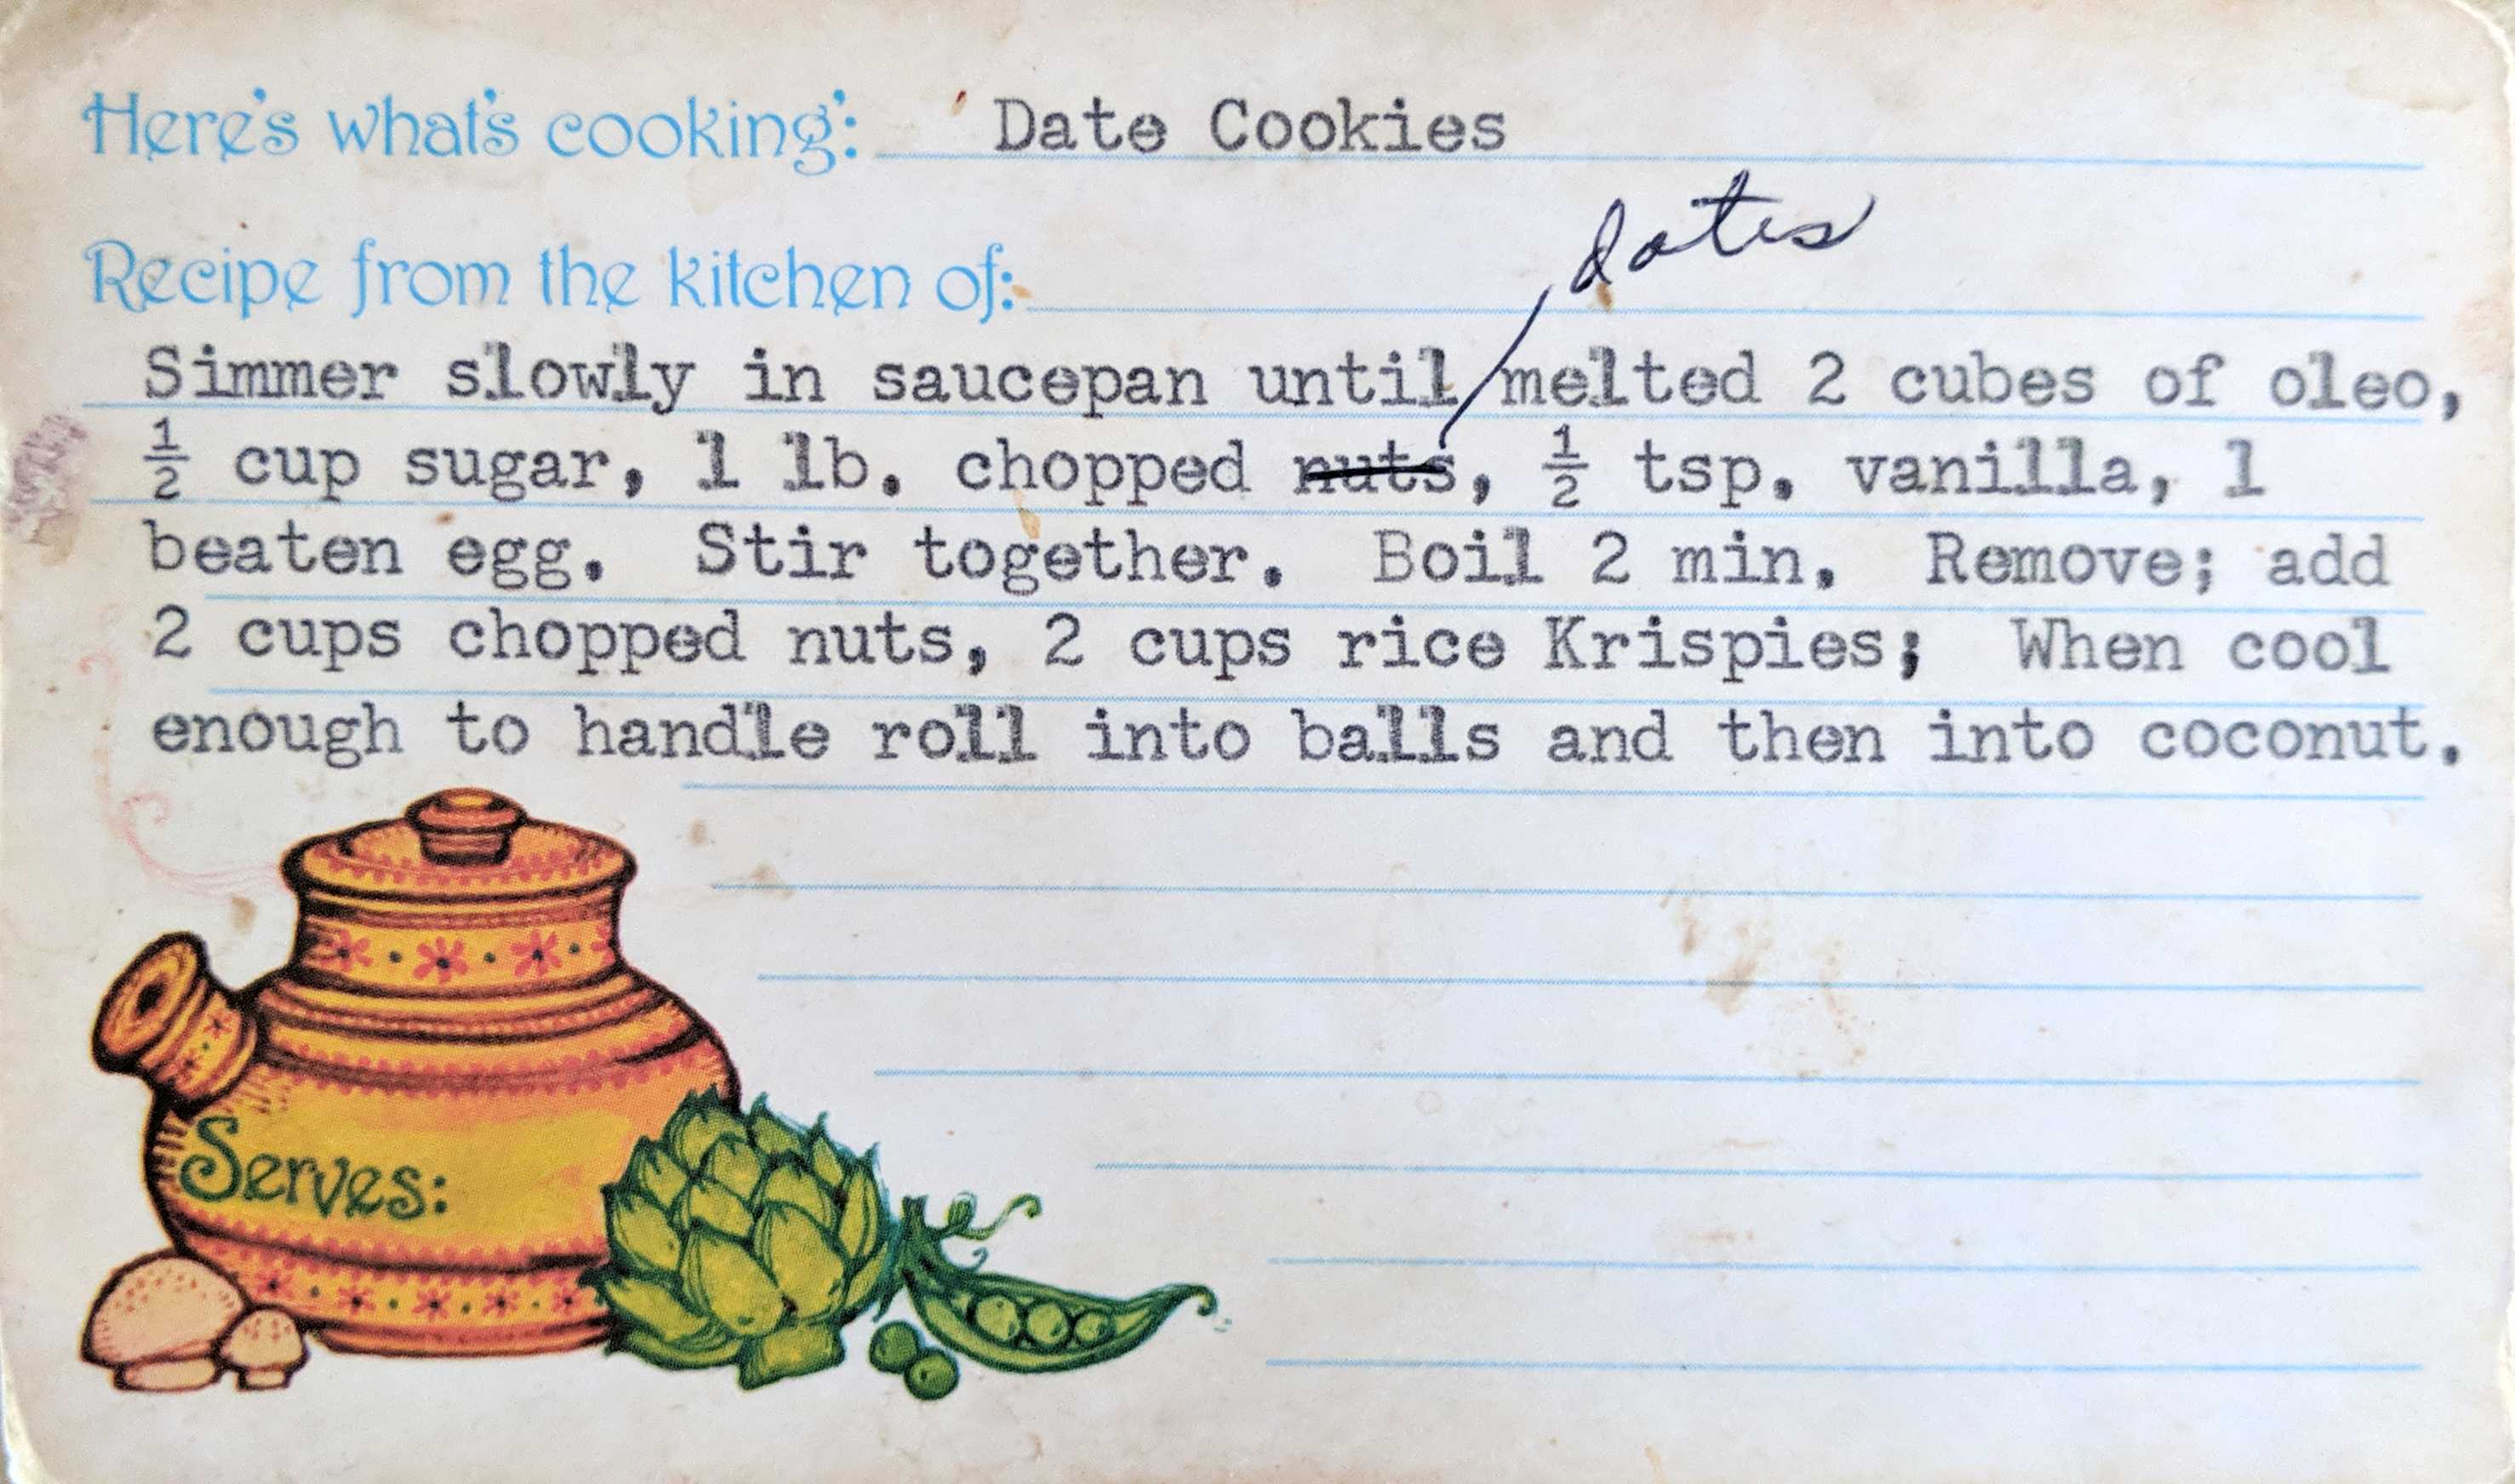 Here's what's cooking: Date Cookies
dates
Recipe from the kitchen of:
Simmer slowly in saucepan until melted 2 cubes of oleo,
½ cup sugar, 1 lb. chopped nuts, ½ tsp. vanilla, 1
beaten egg. Stir together. Boil 2 min. Remove; add
2 cups chopped nuts, 2 cups rice Krispies; When cool
enough to handle roll into balls and then into coconut.
Serves: